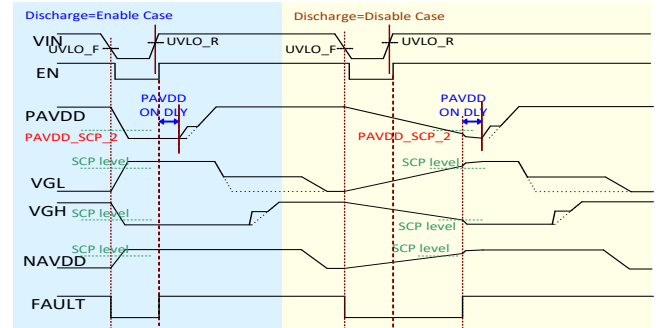 Discharge=Enable Case
Discharge=Disable Case
VIN
UVLO_F
UVLO_R
UVLO_F
UVLO_R
EN
PAVDD
ON DLY
PAVDD
ON DLY
PAVDD
PAVDD_SCP_2
PAVDD_SCP_2
SCP level
SCP level
VGL
VGH
SCP level
SCP level
NAVDD
SCP level
SCP level
FAULT